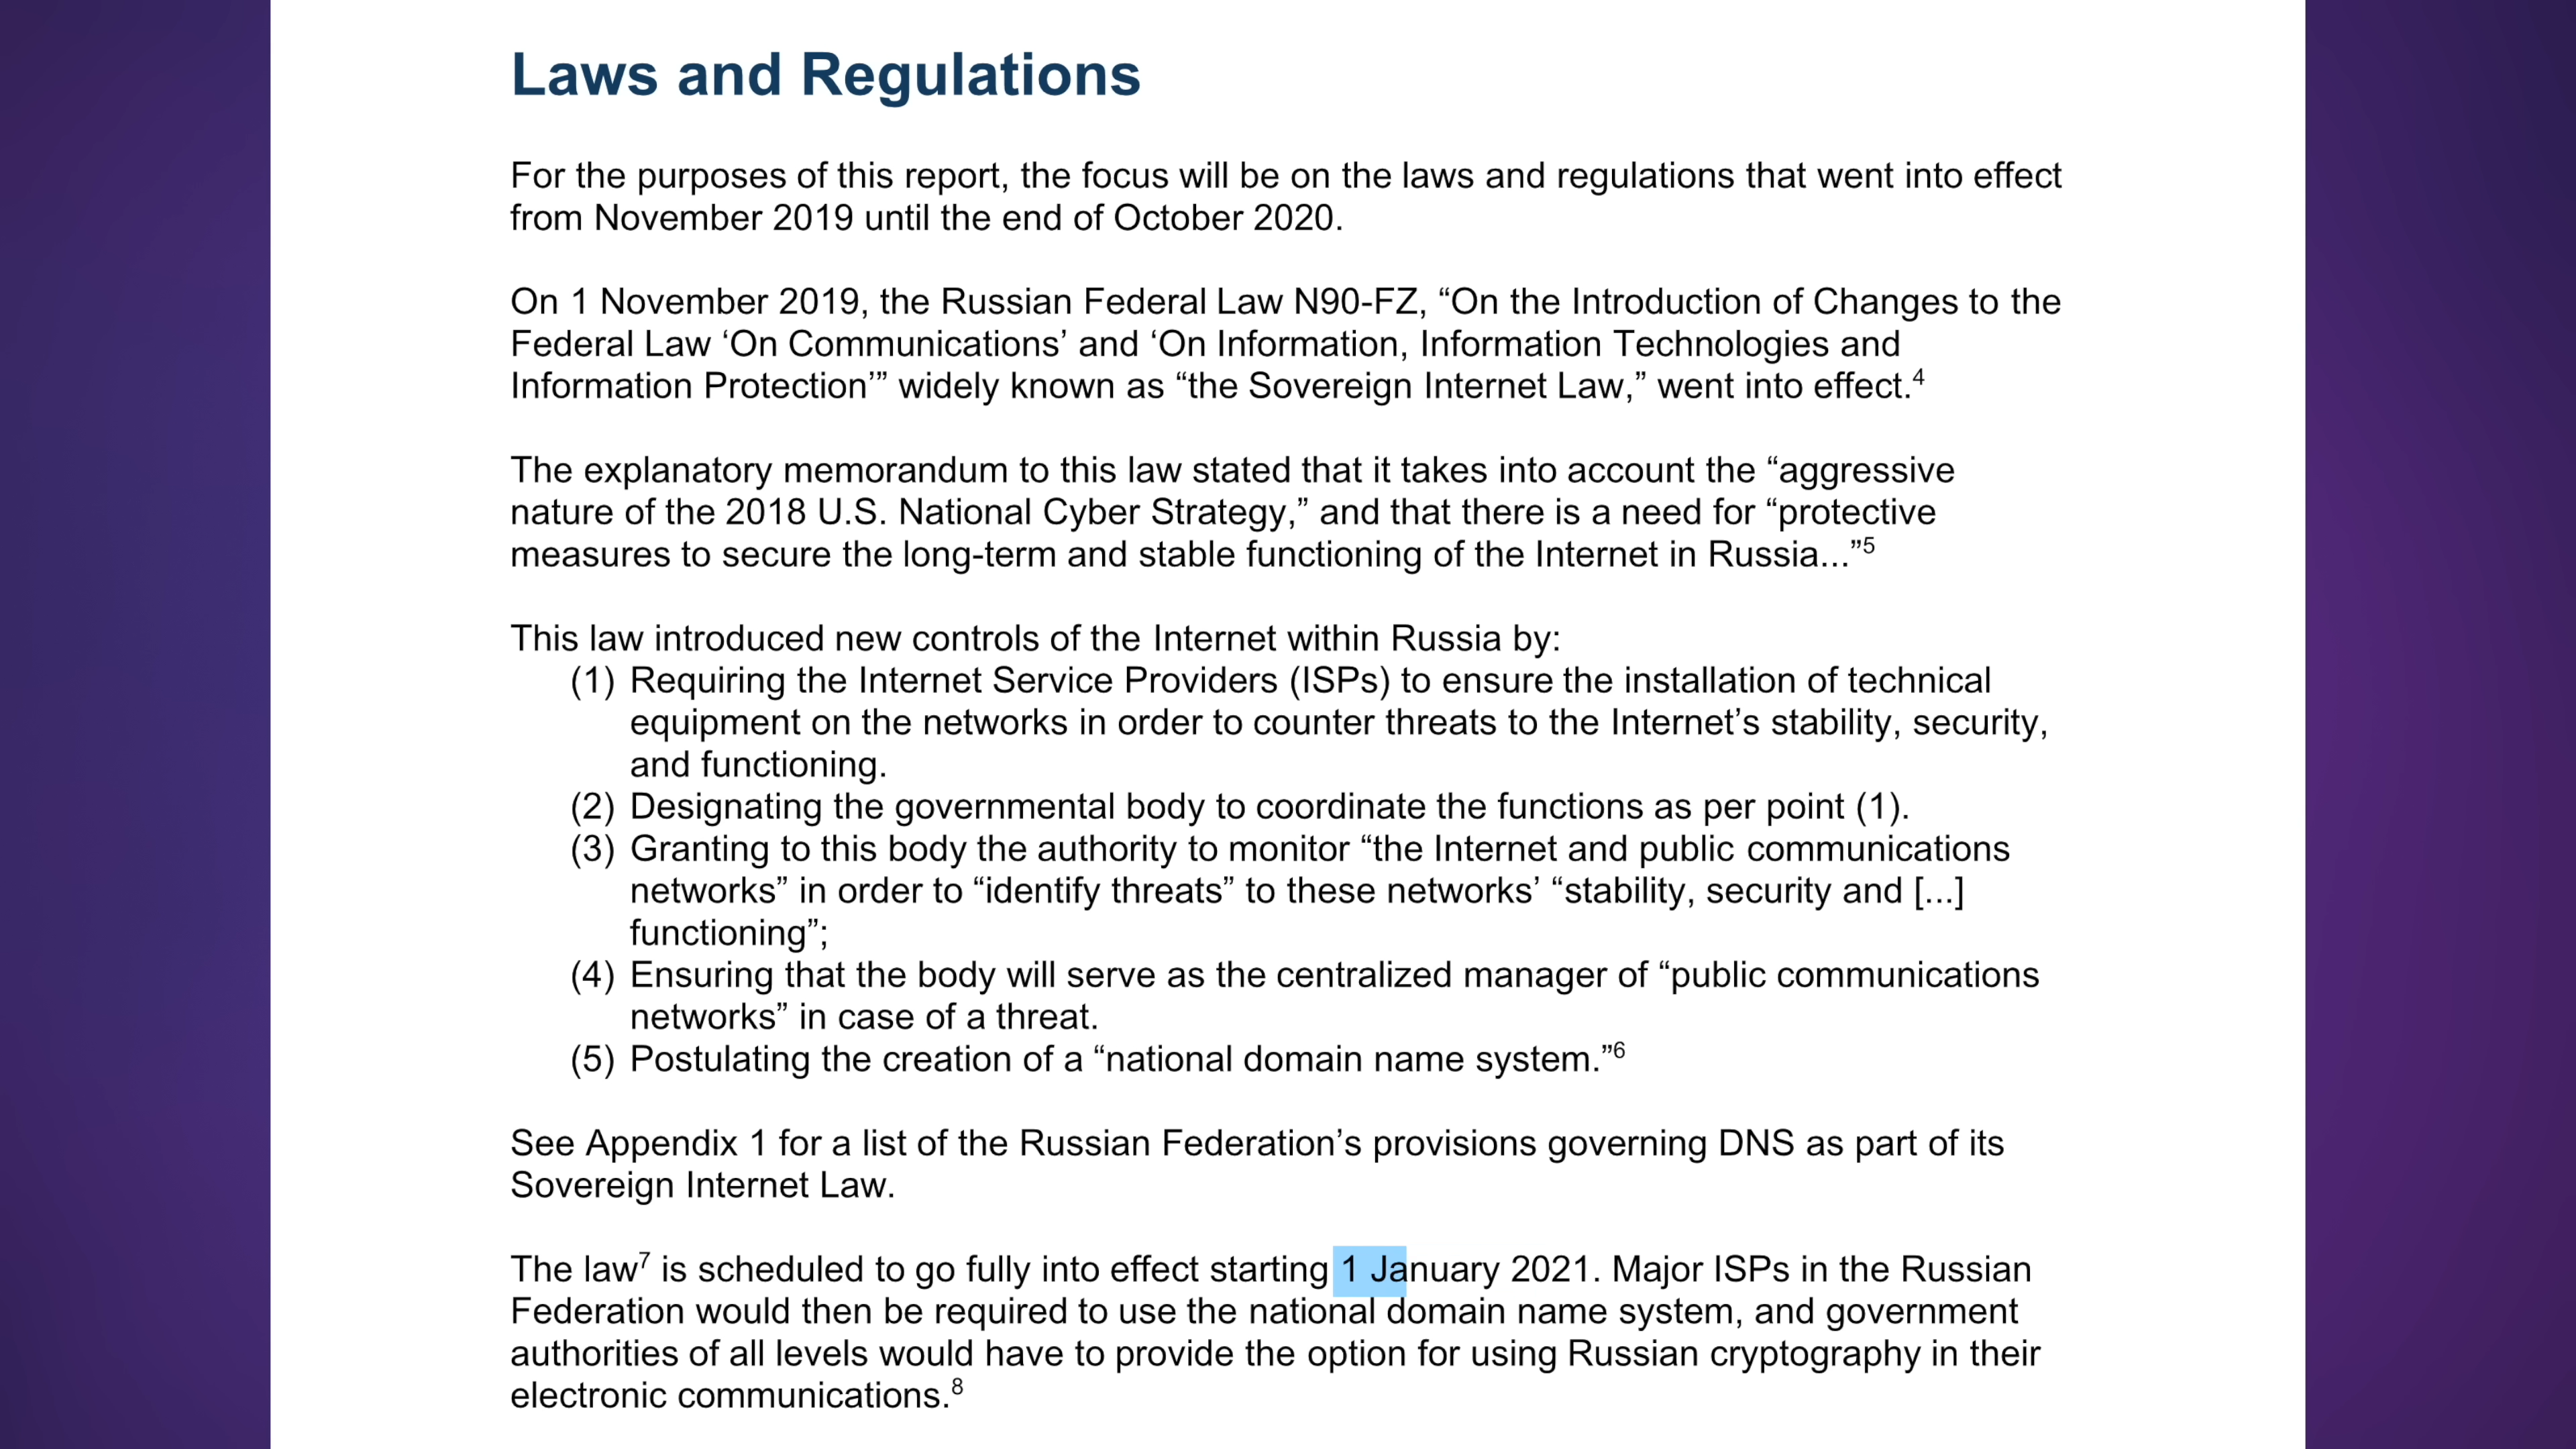 Laws and Regulations
For the purposes of this report, the focus will be on the laws and regulations that went into effect
from November 2019 until the end of October 2020.
On 1 November 2019, the Russian Federal Law N90-FZ, “On the Introduction of Changes to the
Federal Law ‘On Communications’ and ‘On Information, Information Technologies and
Information Protection’” widely known as “the Sovereign Internet Law,” went into effect.4
The explanatory memorandum to this law stated that it takes into account the “aggressive
nature of the 2018 U.S. National Cyber Strategy,” and that there is a need for “protective
measures to secure the long-term and stable functioning of the Internet in Russia...”5
This law introduced new controls of the Internet within Russia by:
(1) Requiring the Internet Service Providers (ISPs) to ensure the installation of technical
equipment on the networks in order to counter threats to the Internet’s stability, security,
and functioning.
(2) Designating the governmental body to coordinate the functions as per point (1).
(3) Granting to this body the authority to monitor “the Internet and public communications
networks” in order to “identify threats” to these networks’ “stability, security and [...]
functioning”;
(4) Ensuring that the body will serve as the centralized manager of “public communications
networks” in case of a threat.
(5) Postulating the creation of a “national domain name system.”6
See Appendix 1 for a list of the Russian Federation’s provisions governing DNS as part of its
Sovereign Internet Law.
The law7 is scheduled to go fully into effect starting 1 January 2021. Major ISPs in the Russian
Federation would then be required to use the national domain name system, and government
authorities of all levels would have to provide the option for using Russian cryptography in their
electronic communications.8